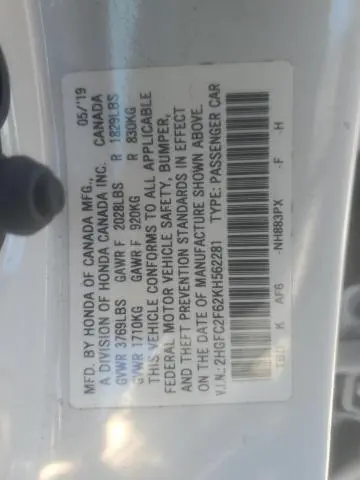 MFD. BY HONDA OF CANADA MFG., 05/'19
A DIVISION OF HONDA CANADA INC. CANADA
GVWR 3769LBS GAWR F 2028LBS R 1829LBS
GVWR 1710KG GAWR F 920KG R 830KG
THIS VEHICLE CONFORMS TO ALL APPLICABLE
FEDERAL MOTOR VEHICLE SAFETY, BUMPER,
AND THEFT PREVENTION STANDARDS IN EFFECT
ON THE DATE OF MANUFACTURE SHOWN ABOVE.
V.I.N.: 2HGFC2F62KH562281 TYPE: PASSENGER CAR
K AF6 NH883PX -F H